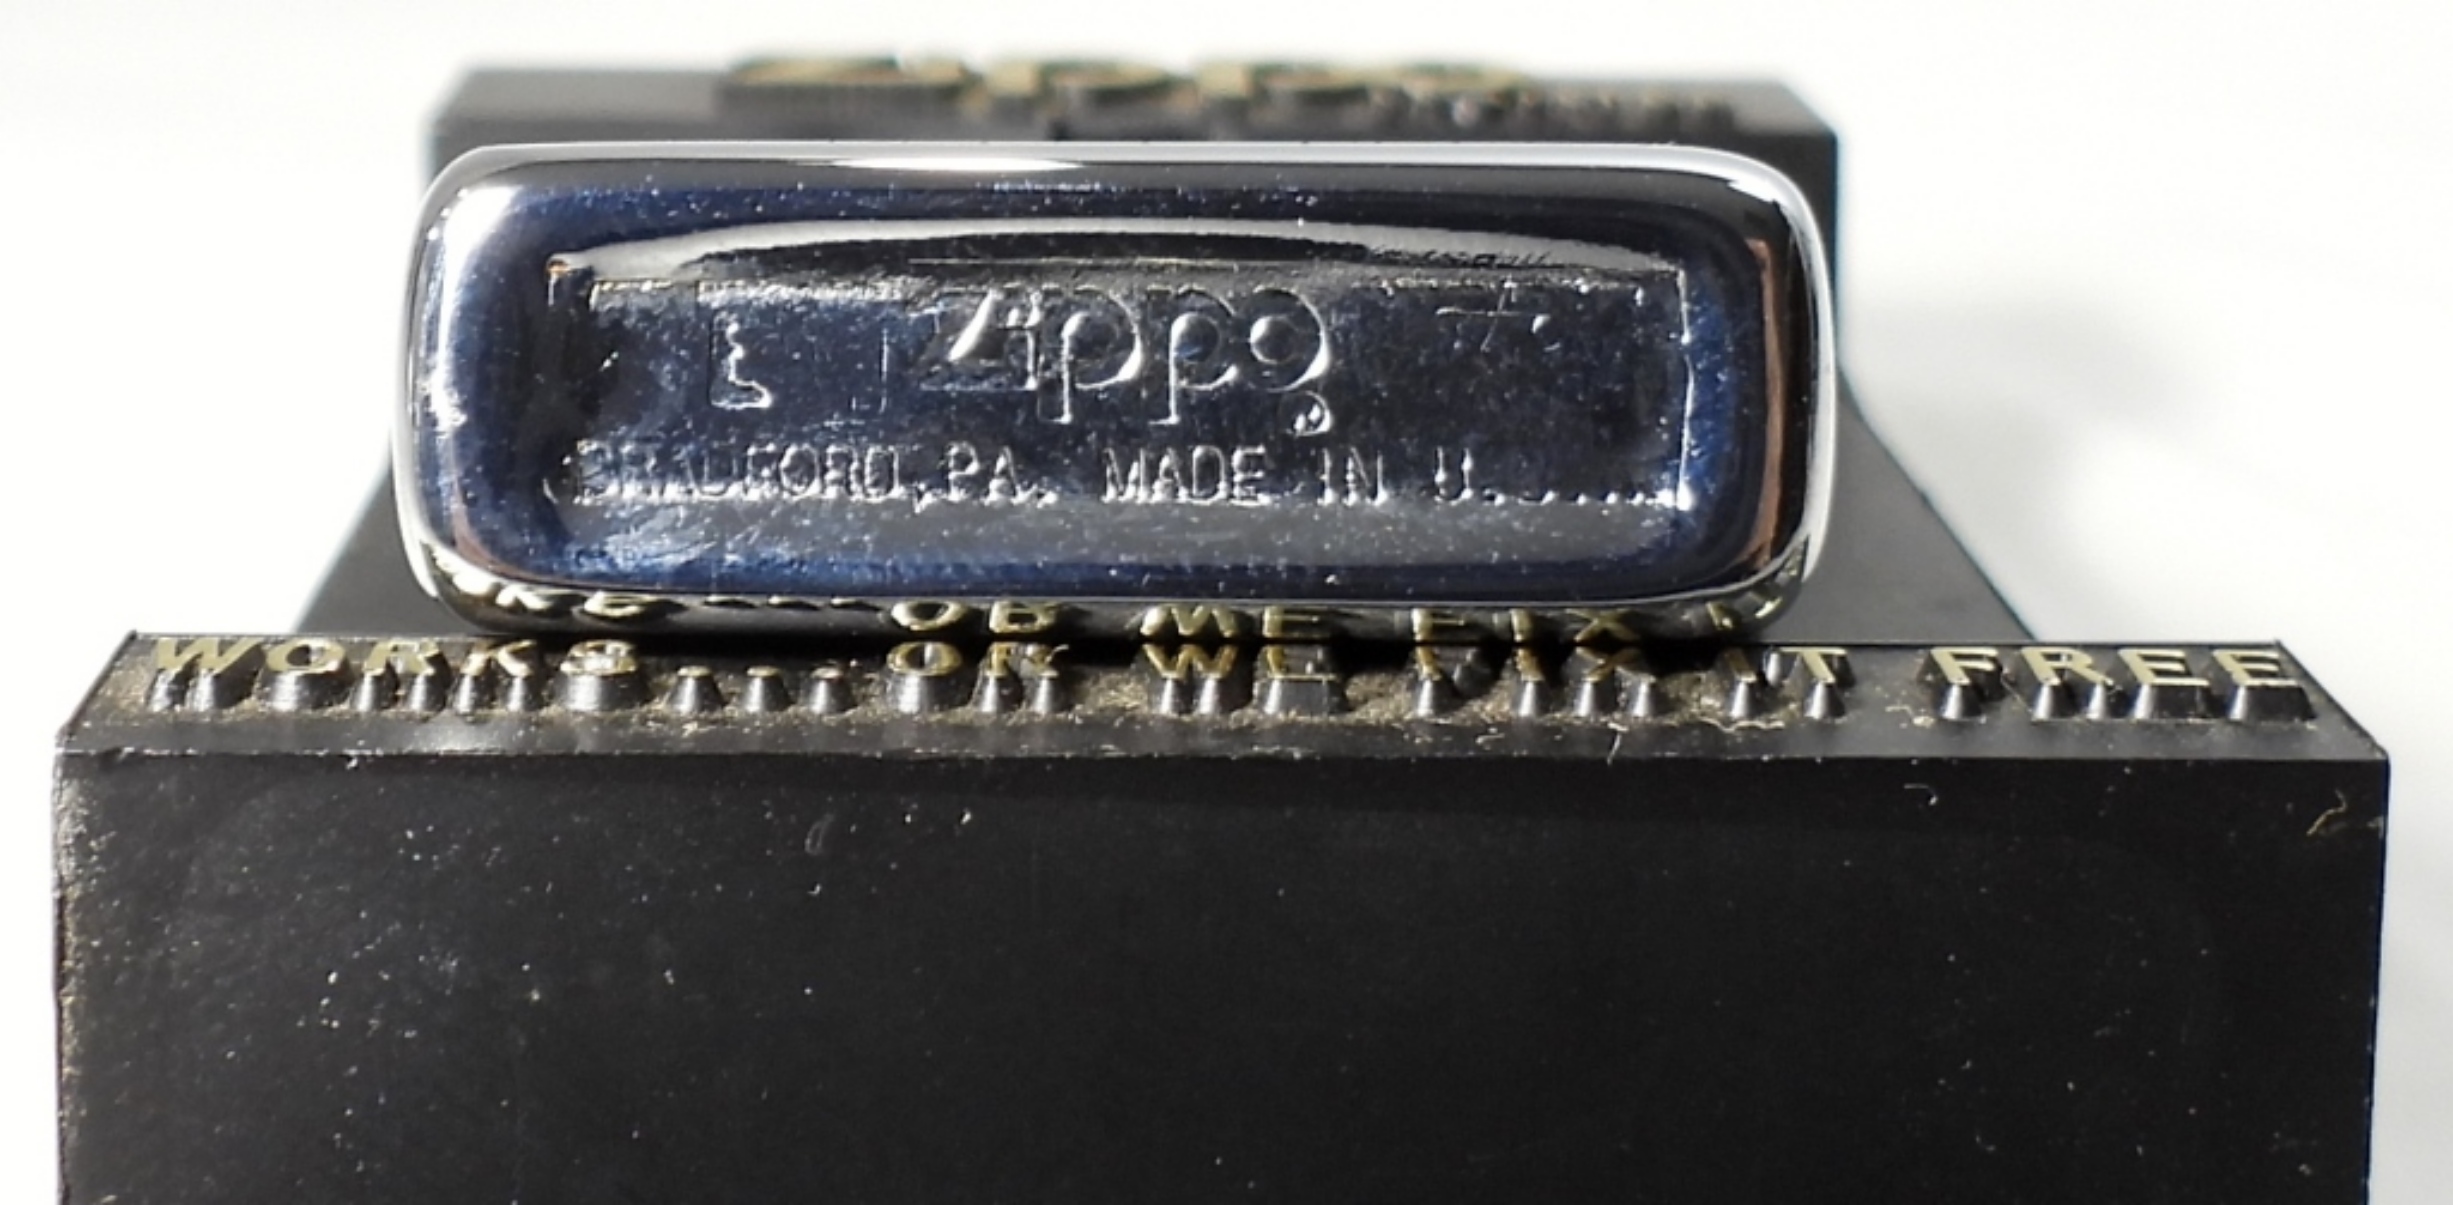 zippo
BRADFORD, PA. MADE IN U.
WORKS.... OR WE FIX IT FREE